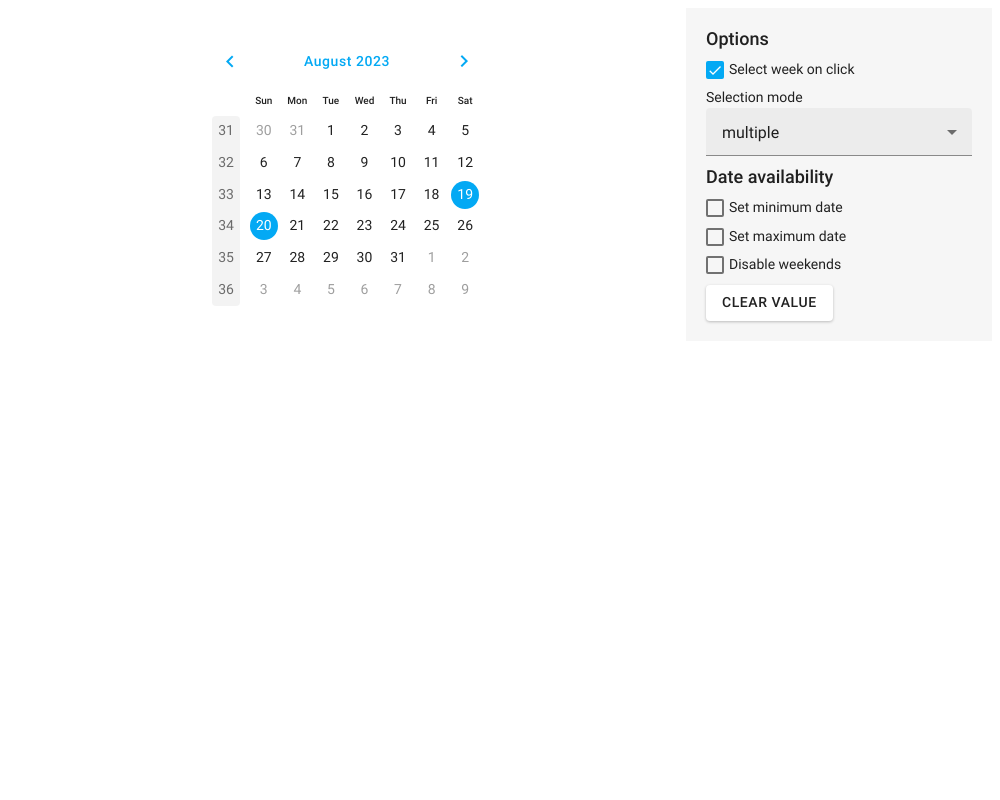 August 2023
Sun Mon Tue Wed Thu Fri Sat
31 30 31 1 2 3 4 5
32 6 7 8 9 10 11 12
33 13 14 15 16 17 18 19
34 20 21 22 23 24 25 26
35 27 28 29 30 31 1 2
36 3 4 5 6 7 8 9
Options
Select week on click
Selection mode
multiple
Date availability
Set minimum date
Set maximum date
Disable weekends
CLEAR VALUE